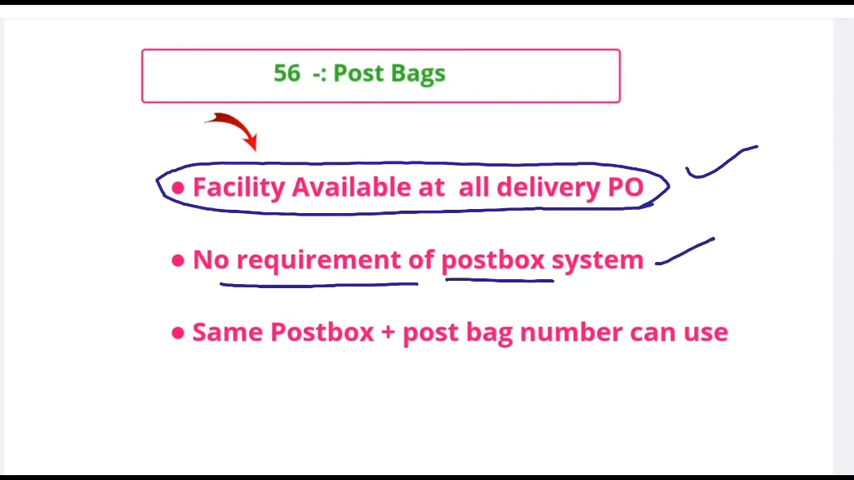 56 -: Post Bags
● Facility Available at all delivery PO
● No requirement of postbox system
● Same Postbox + post bag number can use